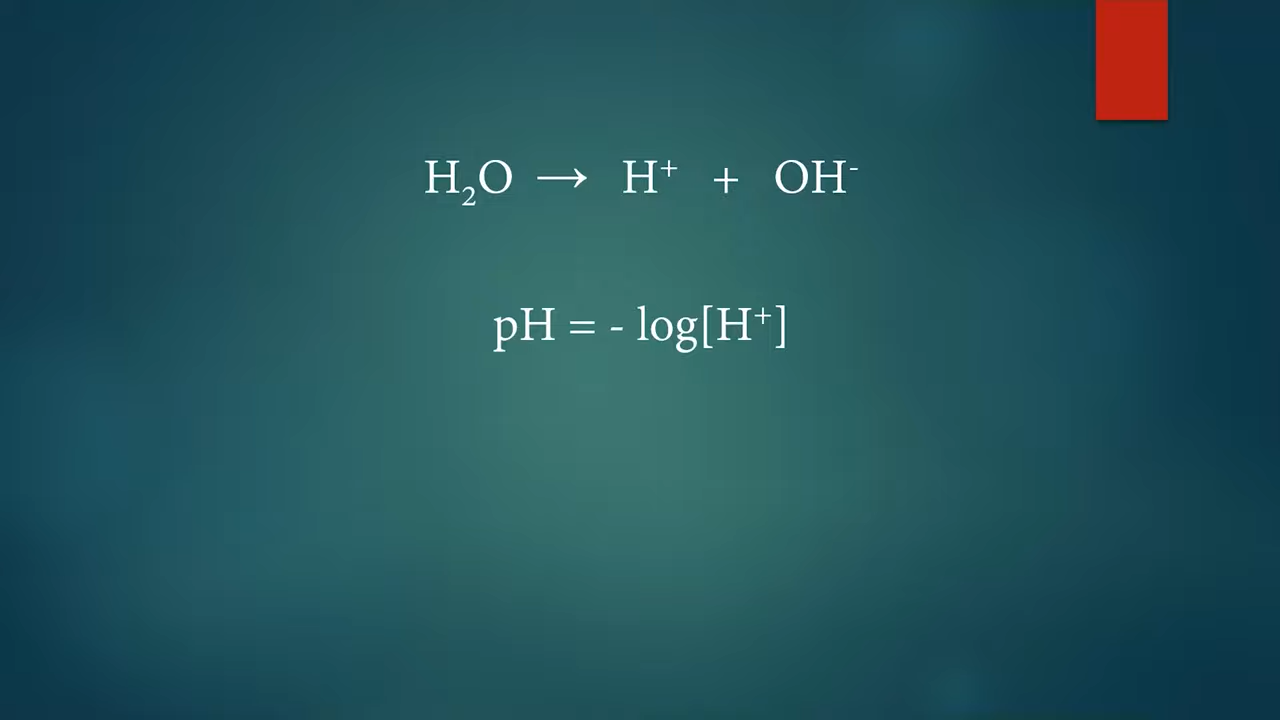 H₂O → H⁺ + OH⁻
pH = - log[H⁺]